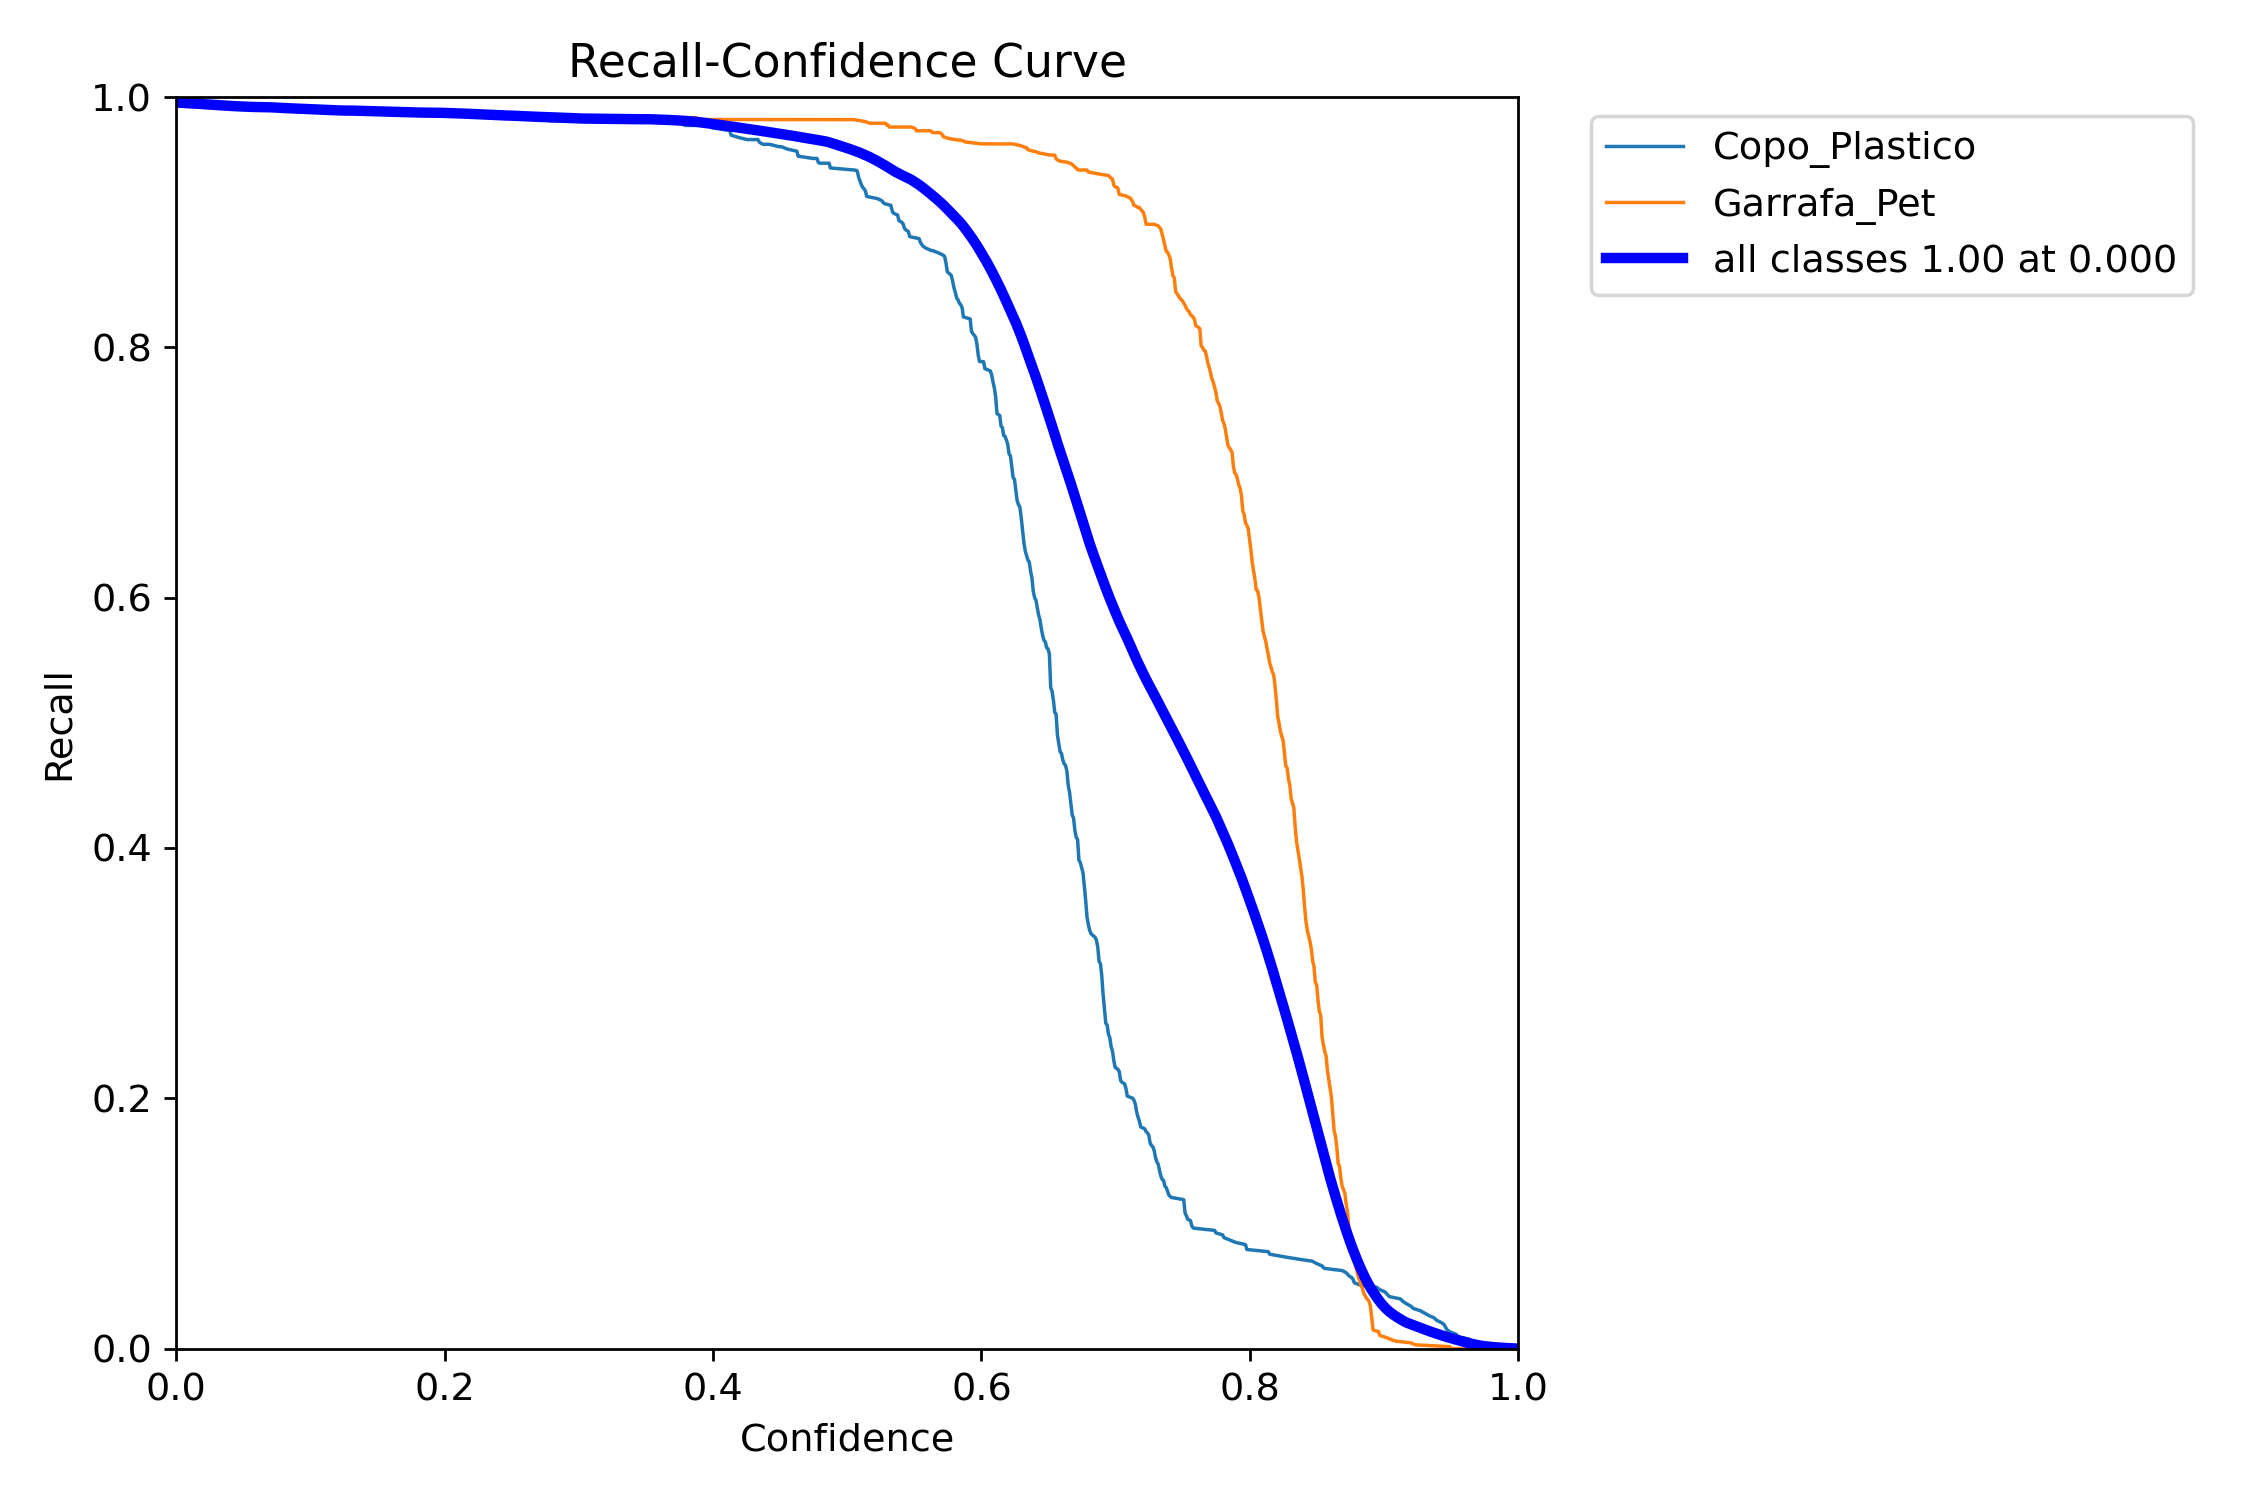 Recall-Confidence Curve
1.0
0.8
0.6
0.4
0.2
0.0
Recall
0.0 0.2 0.4 0.6 0.8 1.0
Confidence
Copo_Plastico
Garrafa_Pet
all classes 1.00 at 0.000